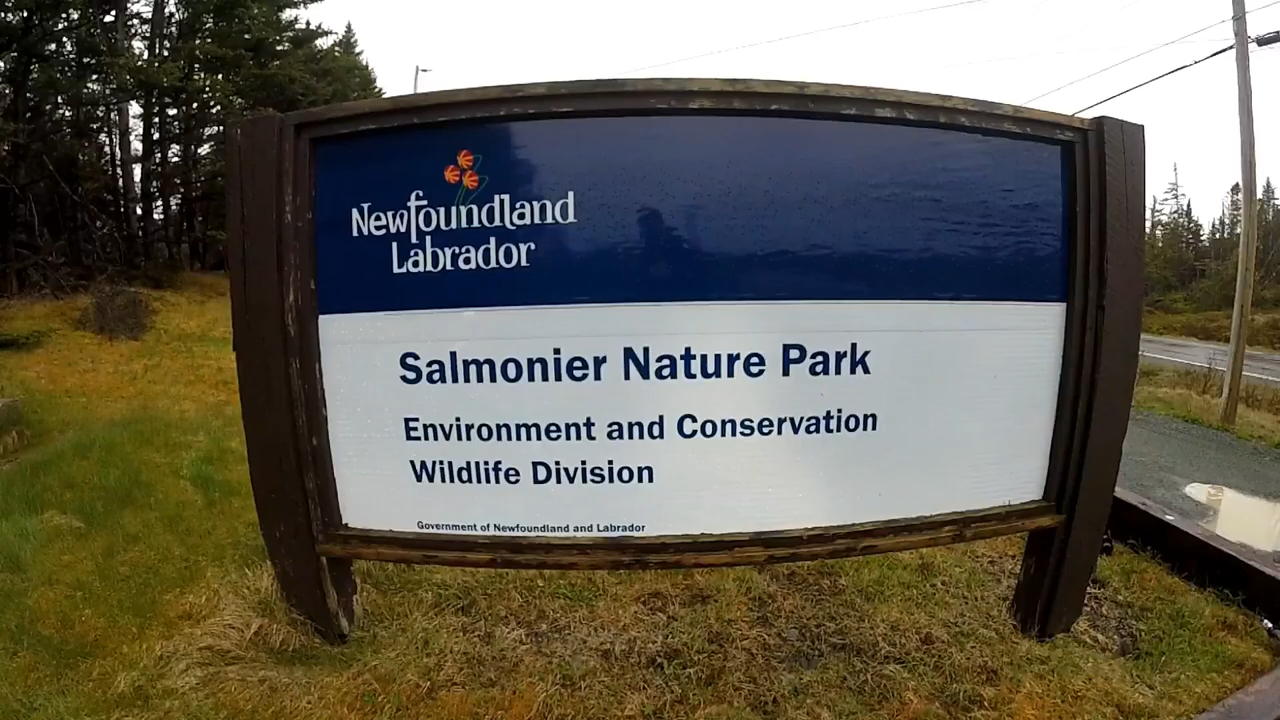 Newfoundland
Labrador
Salmonier Nature Park
Environment and Conservation
Wildlife Division
Government of Newfoundland and Labrador